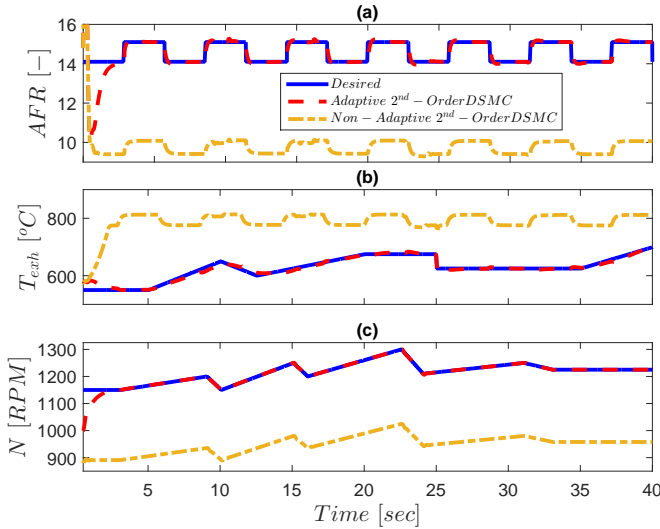 (a)
16
14
12
10
AFR [−]
Desired
Adaptive 2nd − OrderDSMC
Non − Adaptive 2nd − OrderDSMC
(b)
800
600
Texh [oC]
(c)
1300
1200
1100
1000
900
N [RPM]
5 10 15 20 25 30 35 40
Time [sec]